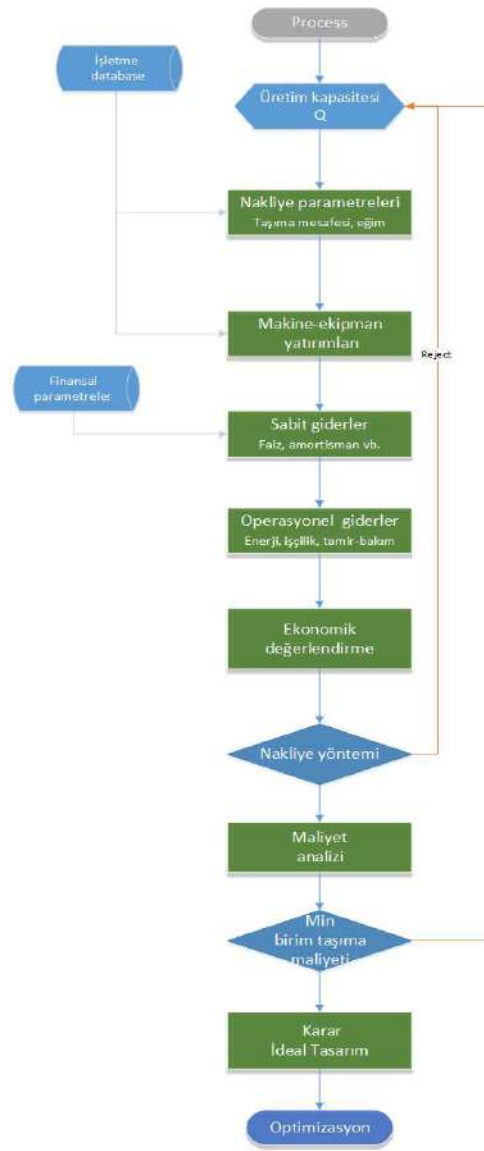 Process
İşletme
database
Üretim kapasitesi
Q
Nakliye parametreleri
Taşıma mesafesi, eğim
Makine-ekipman
yatırımları
Reject
Finansal
parametreler
Sabit giderler
Faiz, amortisman vb.
Operasyonel giderler
Enerji, işçilik, tamir-bakım
Ekonomik
değerlendirme
Nakliye yöntemi
Maliyet
analizi
Min
birim taşıma
maliyeti
Karar
İdeal Tasarım
Optimizasyon